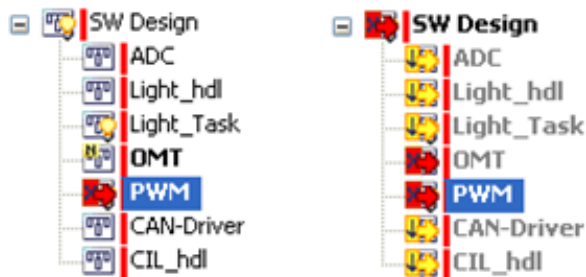 SW Design
ADC
Light_hdl
Light_Task
OMT
PWM
CAN-Driver
CIL_hdl
SW Design
ADC
Light_hdl
Light_Task
OMT
PWM
CAN-Driver
CIL_hdl